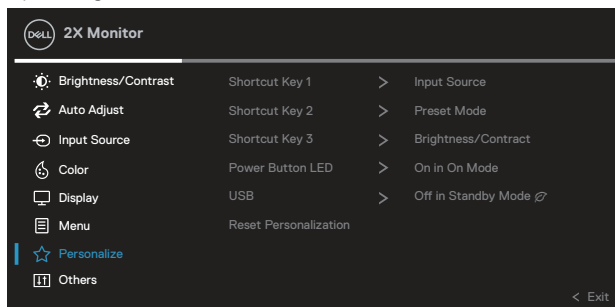 DELL 2X Monitor
Brightness/Contrast Shortcut Key 1 > Input Source
Auto Adjust Shortcut Key 2 > Preset Mode
Input Source Shortcut Key 3 > Brightness/Contract
Color Power Button LED > On in On Mode
Display USB > Off in Standby Mode
Menu Reset Personalization
Personalize
Others
< Exit